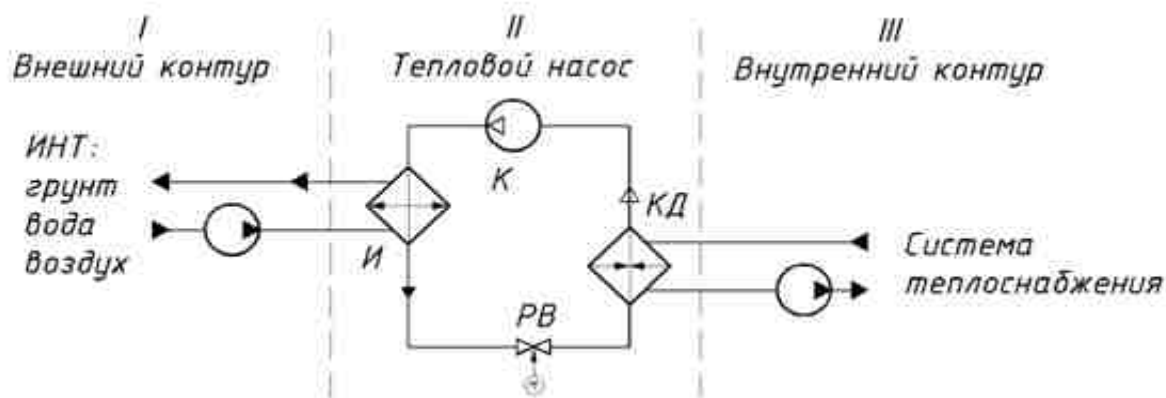 I
Внешний контур
II
Тепловой насос
III
Внутренний контур
ИНТ:
грунт
вода
воздух
К
И
КД
РВ
Система
теплоснабжения